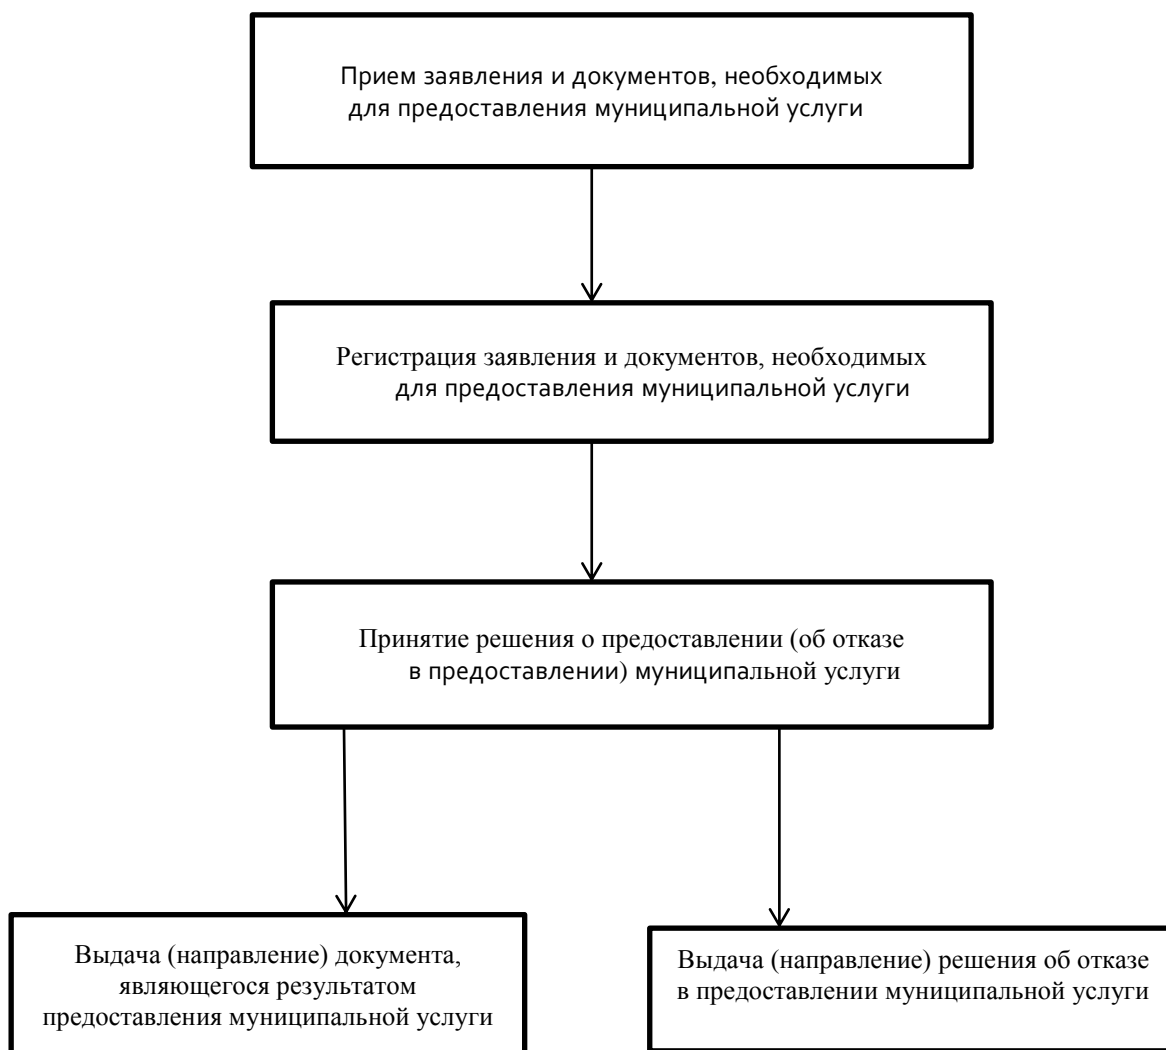 Прием заявления и документов, необходимых
для предоставления муниципальной услуги
Регистрация заявления и документов, необходимых
для предоставления муниципальной услуги
Принятие решения о предоставлении (об отказе
в предоставлении) муниципальной услуги
Выдача (направление) документа,
являющегося результатом
предоставления муниципальной услуги
Выдача (направление) решения об отказе
в предоставлении муниципальной услуги